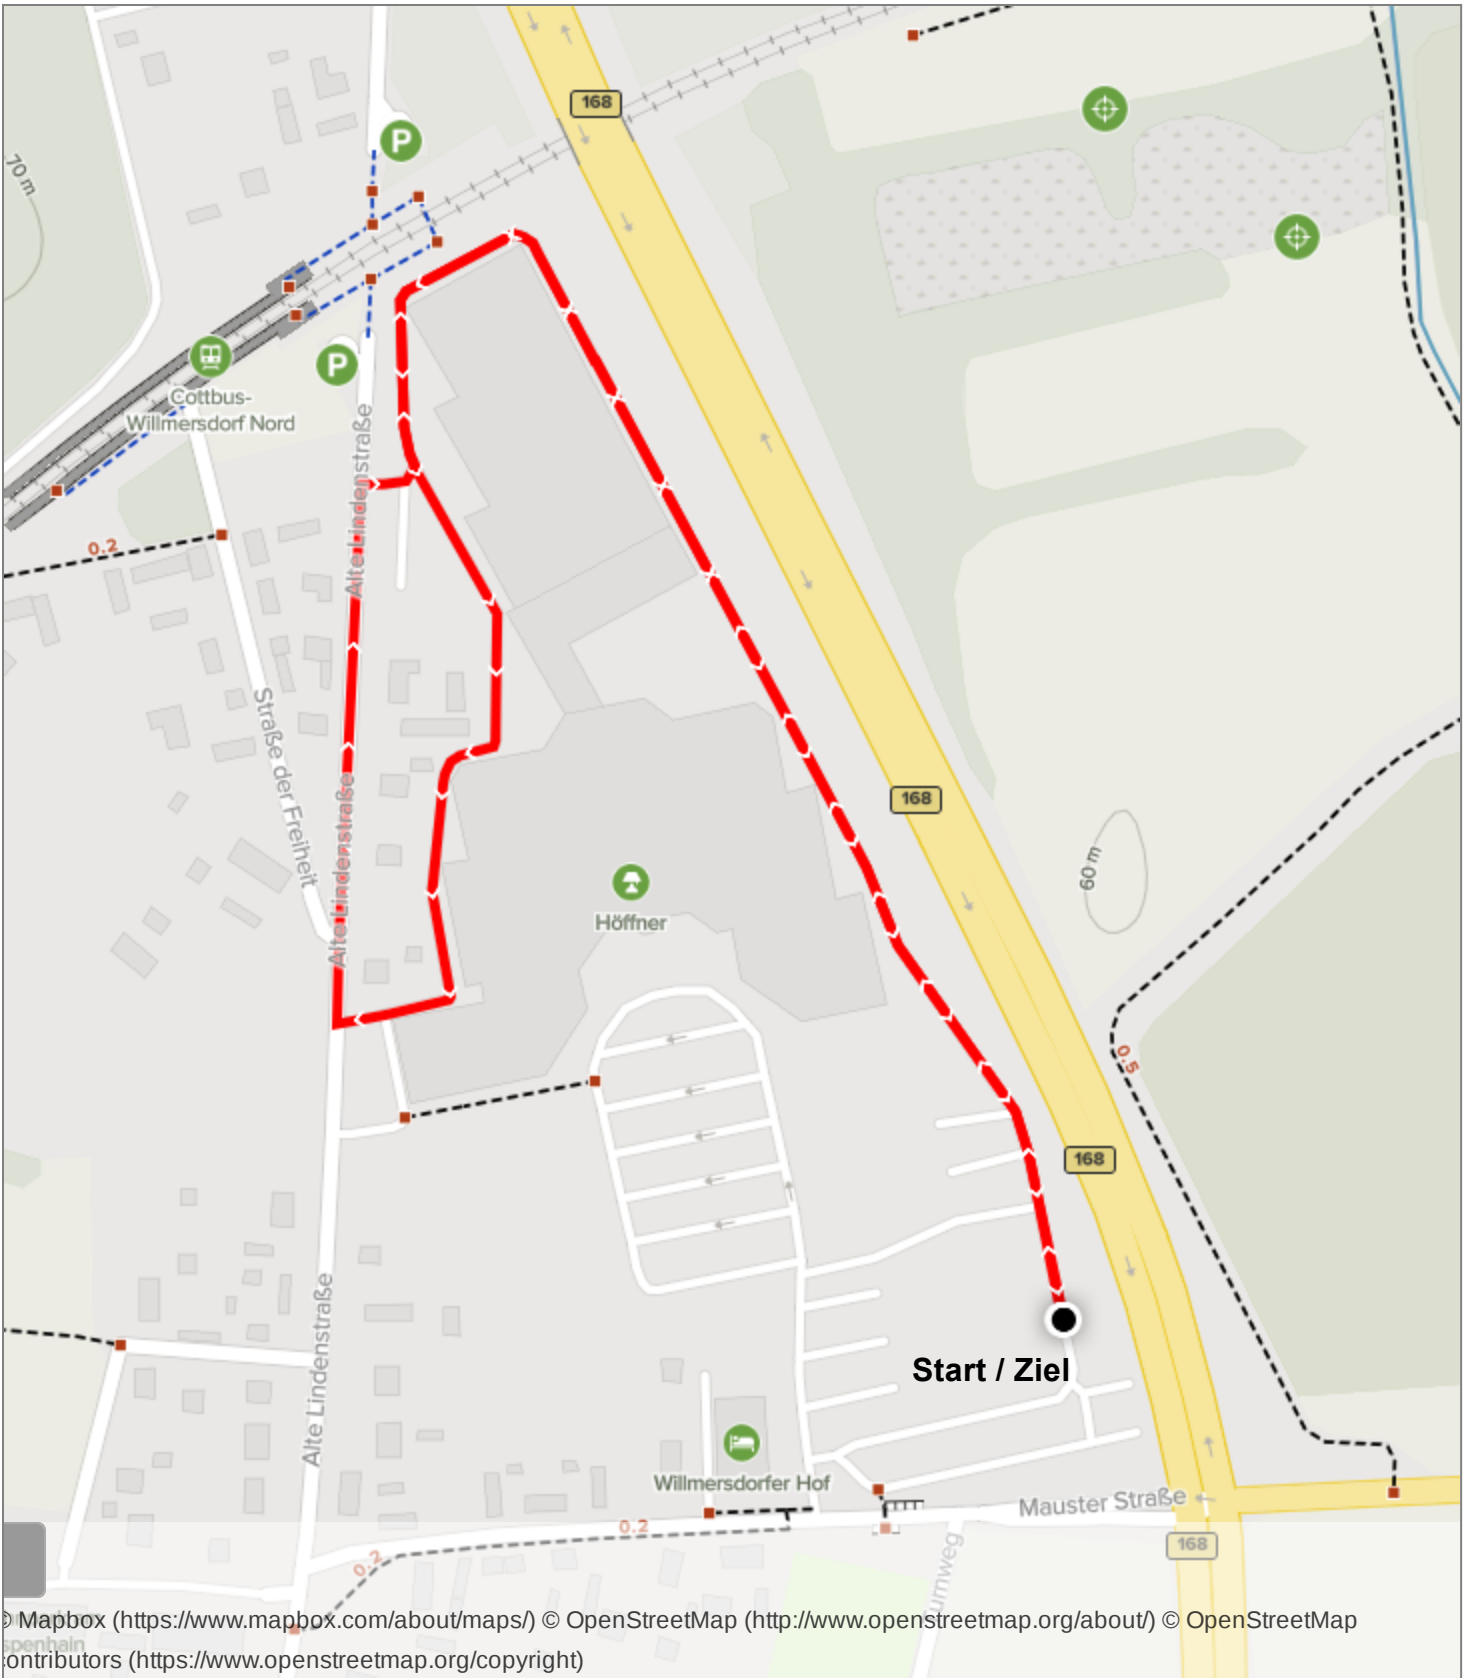 168
70 m
P
P
Cottbus-
Willmersdorf Nord
Alte Lindenstraße
0.2
Straße der Freiheit
168
Alte Lindenstraße
60 m
Höffner
0.5
168
Start / Ziel
Alte Lindenstraße
Willmersdorfer Hof
Mauster Straße
0.2
168
0.2
© Mapbox (https://www.mapbox.com/about/maps/) © OpenStreetMap (http://www.openstreetmap.org/about/) © OpenStreetMap
spenhain
contributors (https://www.openstreetmap.org/copyright)